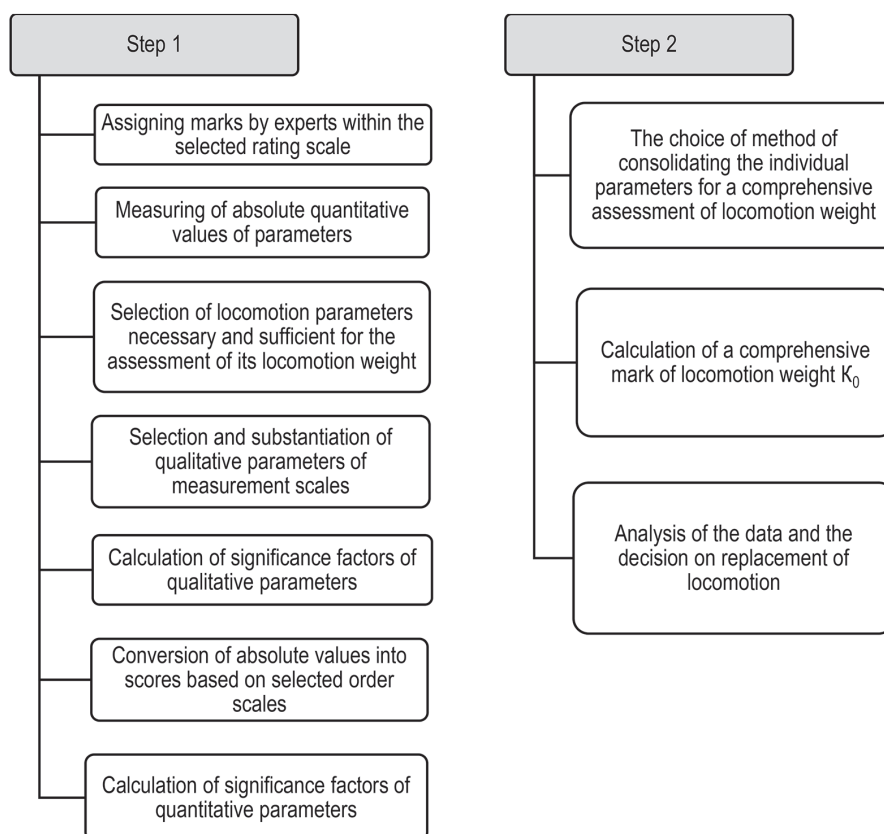 Step 1
Assigning marks by experts within the
selected rating scale
Measuring of absolute quantitative
values of parameters
Selection of locomotion parameters
necessary and sufficient for the
assessment of its locomotion weight
Selection and substantiation of
qualitative parameters of
measurement scales
Calculation of significance factors of
qualitative parameters
Conversion of absolute values into
scores based on selected order
scales
Calculation of significance factors of
quantitative parameters
Step 2
The choice of method of
consolidating the individual
parameters for a comprehensive
assessment of locomotion weight
Calculation of a comprehensive
mark of locomotion weight K₀
Analysis of the data and the
decision on replacement of
locomotion